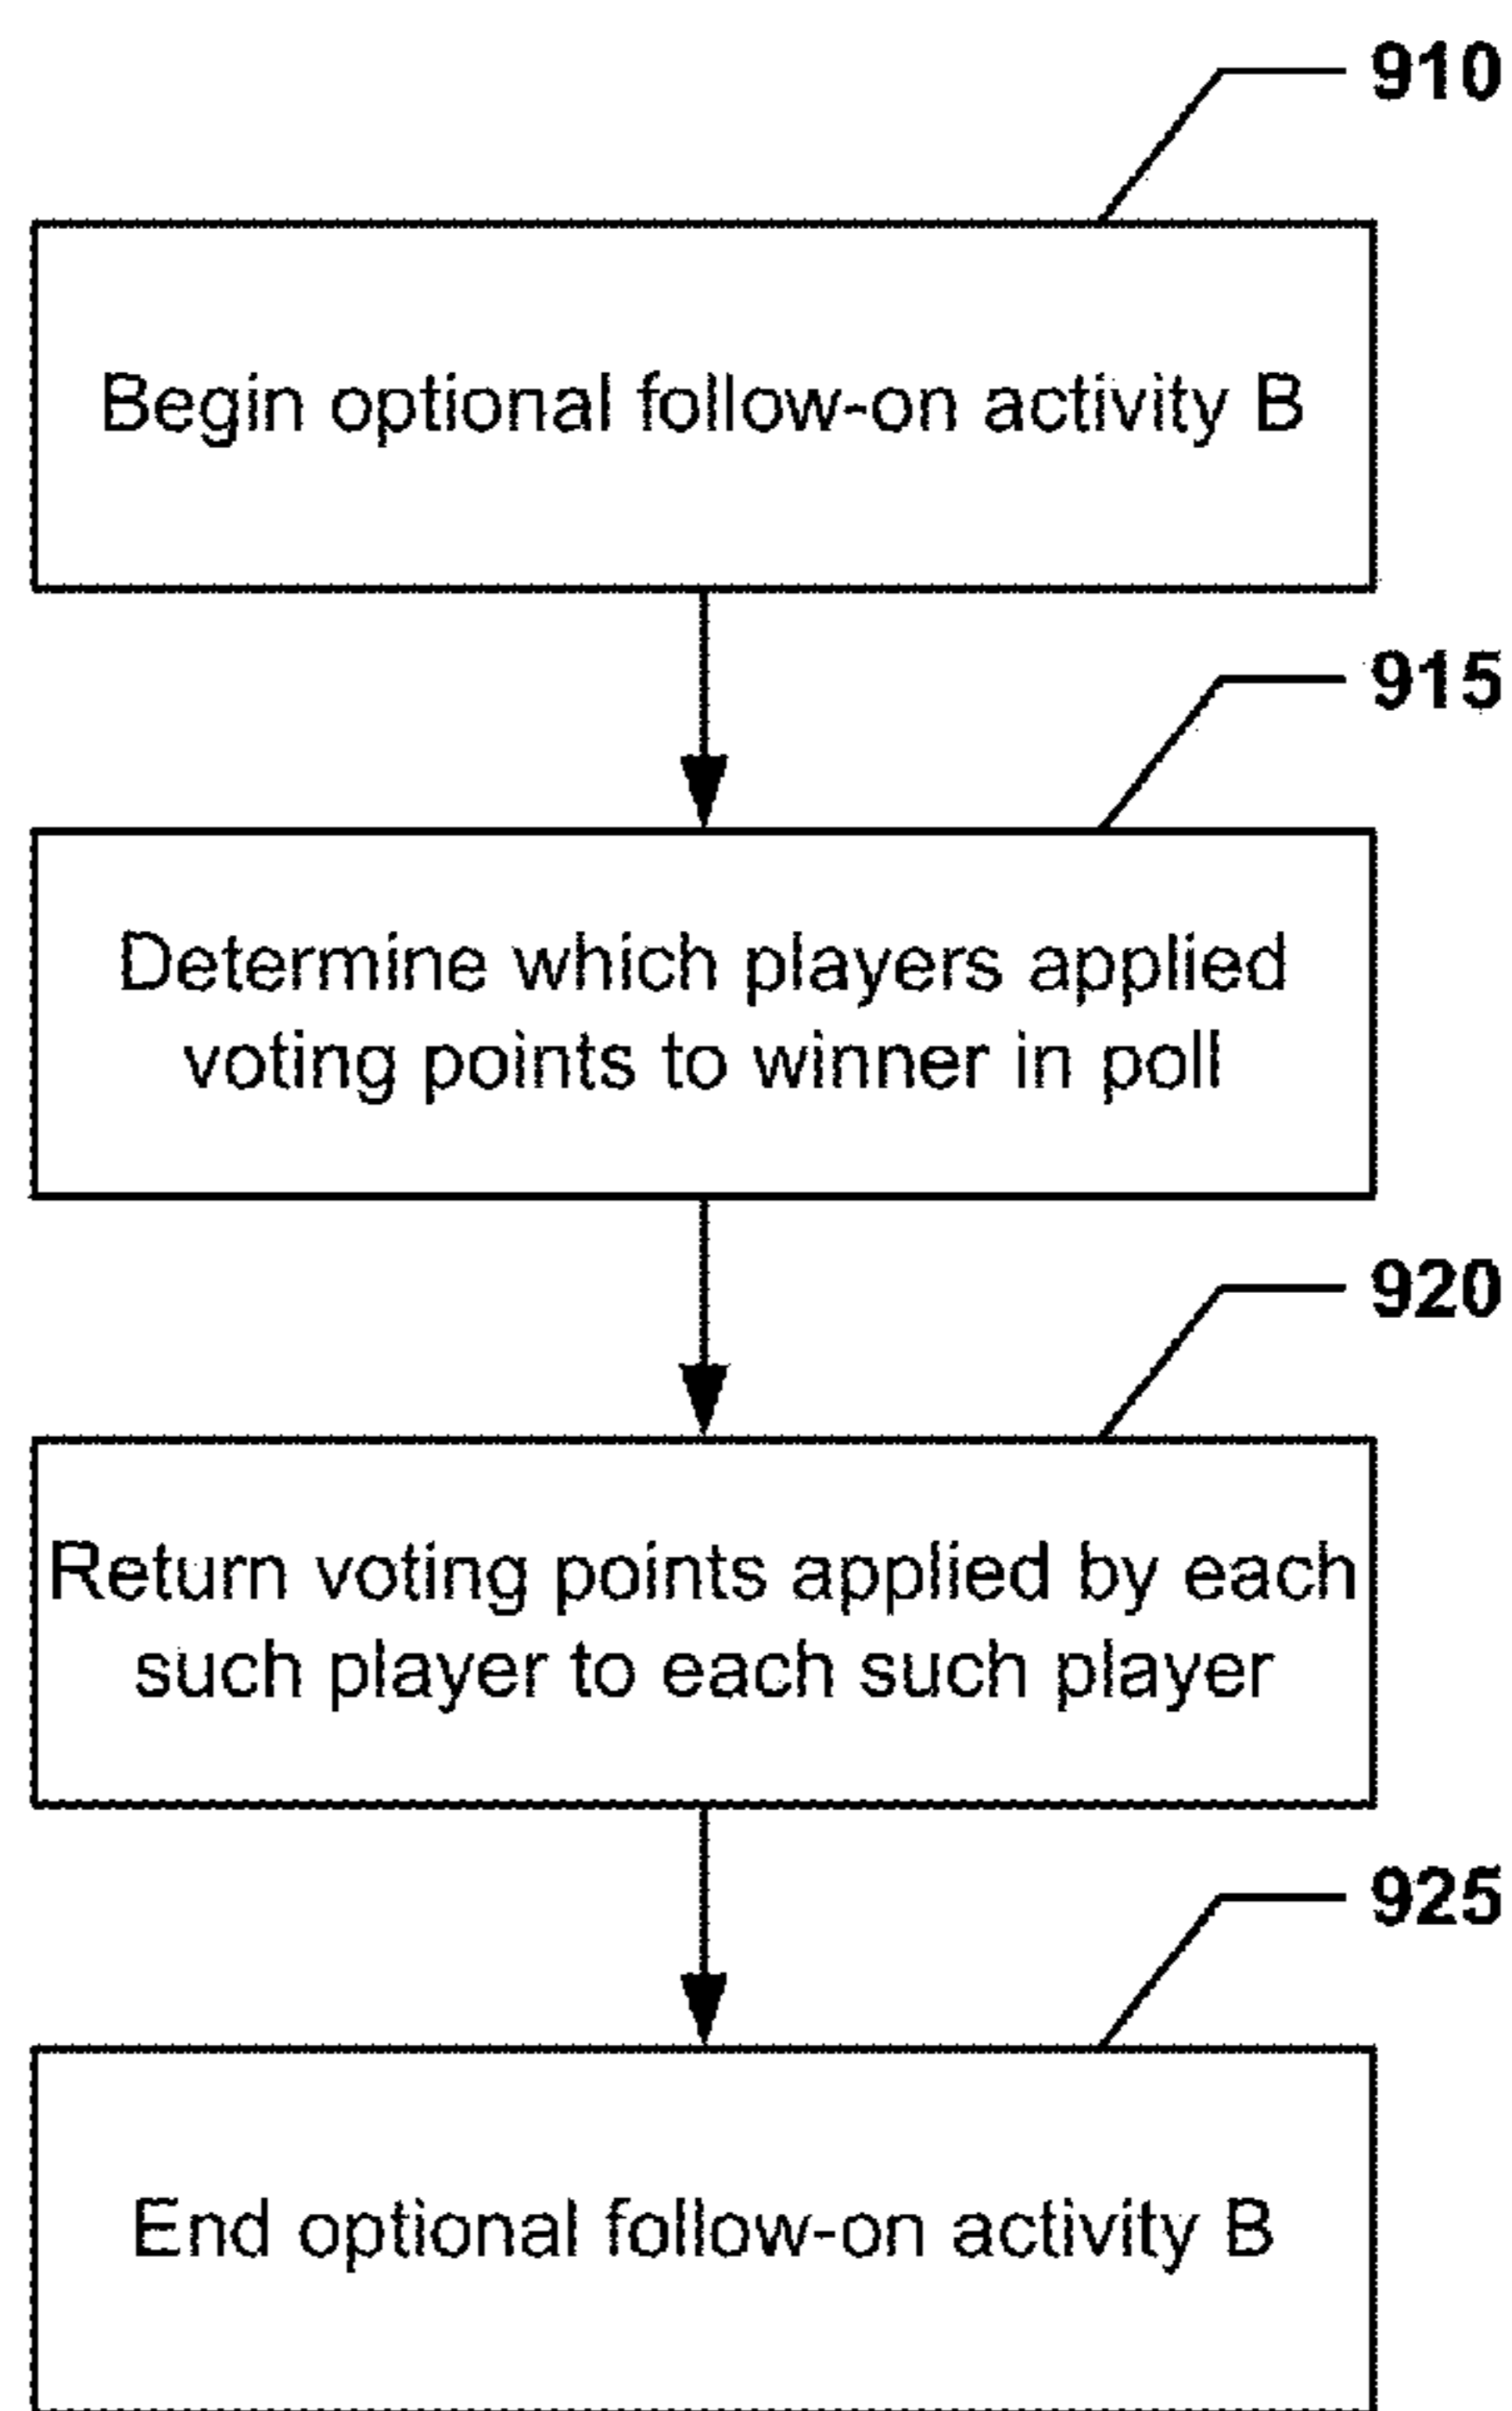 910
Begin optional follow-on activity B
915
Determine which players applied
voting points to winner in poll
920
Return voting points applied by each
such player to each such player
925
End optional follow-on activity B